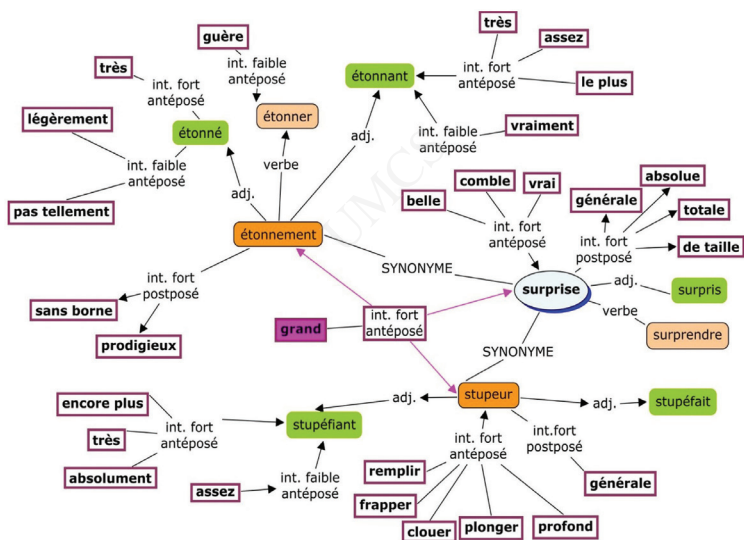 guère
très
int. faible
antéposé
très
int. fort
antéposé
assez
int. fort
antéposé
étonnant
le plus
légèrement
étonner
étonné
int. faible
antéposé
vraiment
int. faible
antéposé
adj.
verbe
adj.
pas tellement
comble
vrai
absolue
générale
belle
totale
int. fort
antéposé
int. fort
postposé
de taille
étonnement
SYNONYME
adj.
surprise
surpris
int. fort
postposé
verbe
sans borne
grand
int. fort
antéposé
surprendre
prodigieux
SYNONYME
encore plus
adj.
stupeur
adj.
stupéfait
int. fort
antéposé
stupéfiant
très
int. fort
antéposé
int.fort
postposé
absolument
remplir
int. faible
antéposé
assez
générale
frapper
clouer
plonger
profond
UMCS